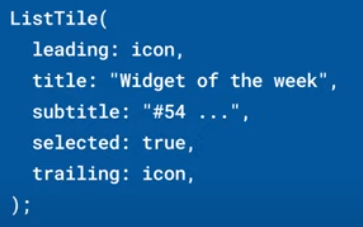 ListTile(
  leading: icon,
  title: "Widget of the week",
  subtitle: "#54 ...",
  selected: true,
  trailing: icon,
);